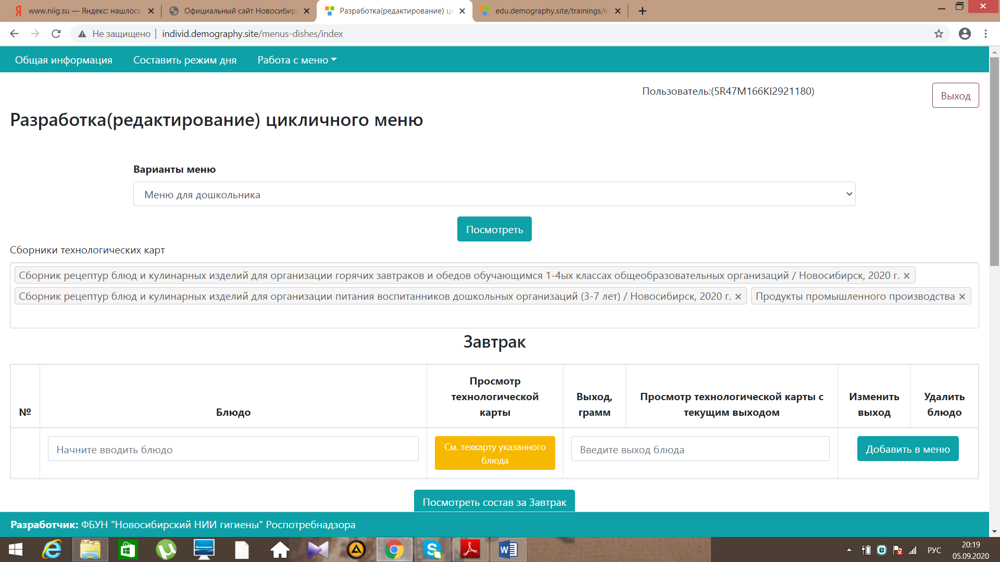 www.niig.su — Яндекс: нашлось
Официальный сайт Новосибирс
Разработка(редактирование) ци
edu.demography.site/trainings/e
Не защищено
individ.demography.site/menus-dishes/index
Общая информация
Составить режим дня
Работа с меню
Пользователь:(5R47M166KI2921180)
Выход
Разработка(редактирование) цикличного меню
Варианты меню
Меню для дошкольника
Посмотреть
Сборники технологических карт
Сборник рецептур блюд и кулинарных изделий для организации горячих завтраков и обедов обучающимся 1-4ых классах общеобразовательных организаций / Новосибирск, 2020 г. ×
Сборник рецептур блюд и кулинарных изделий для организации питания воспитанников дошкольных организаций (3-7 лет) / Новосибирск, 2020 г. ×
Продукты промышленного производства ×
Завтрак
№
Блюдо
Просмотр
технологической
карты
Выход,
грамм
Просмотр технологической карты с
текущим выходом
Изменить
выход
Удалить
блюдо
Начните вводить блюдо
См. техкарту указанного
блюда
Введите выход блюда
Добавить в меню
Посмотреть состав за Завтрак
Разработчик: ФБУН "Новосибирский НИИ гигиены" Роспотребнадзора
РУС
20:19
05.09.2020